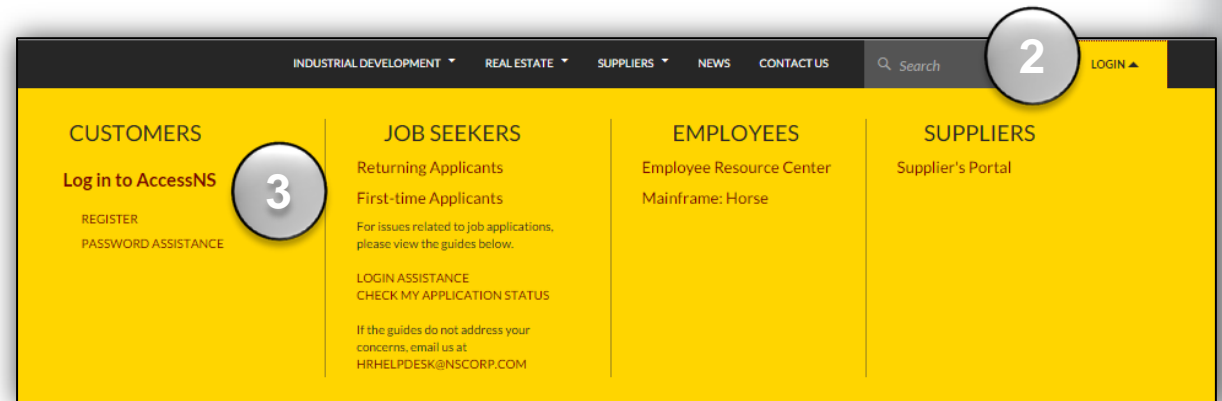 INDUSTRIAL DEVELOPMENT REAL ESTATE SUPPLIERS NEWS CONTACT US Search 2 LOGIN
CUSTOMERS
Log in to AccessNS
3
REGISTER
PASSWORD ASSISTANCE
JOB SEEKERS
Returning Applicants
First-time Applicants
For issues related to job applications,
please view the guides below.
LOGIN ASSISTANCE
CHECK MY APPLICATION STATUS
If the guides do not address your
concerns, email us at
HRHELPDESK@NSCORP.COM
EMPLOYEES
Employee Resource Center
Mainframe: Horse
SUPPLIERS
Supplier's Portal